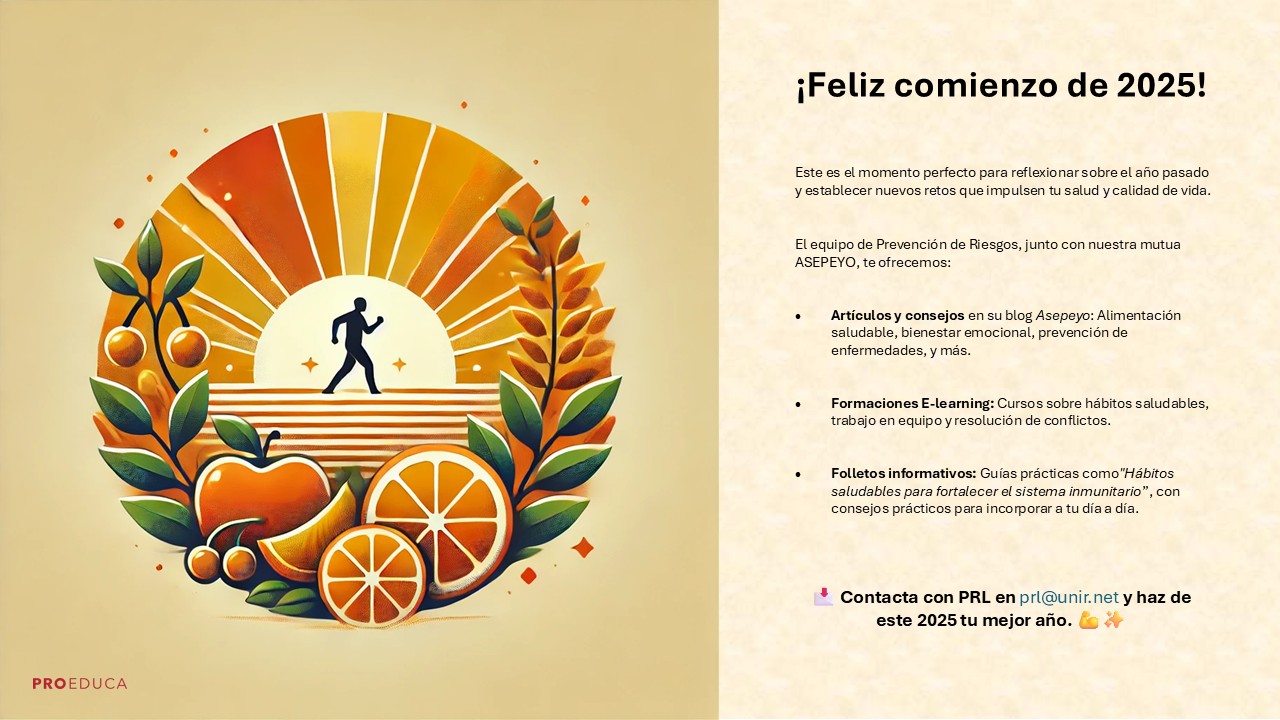 ¡Feliz comienzo de 2025!
Este es el momento perfecto para reflexionar sobre el año pasado
y establecer nuevos retos que impulsen tu salud y calidad de vida.
El equipo de Prevención de Riesgos, junto con nuestra mutua
ASEPEYO, te ofrecemos:
• Artículos y consejos en su blog Asepeyo: Alimentación
saludable, bienestar emocional, prevención de
enfermedades, y más.
• Formaciones E-learning: Cursos sobre hábitos saludables,
trabajo en equipo y resolución de conflictos.
• Folletos informativos: Guías prácticas como"Hábitos
saludables para fortalecer el sistema inmunitario”, con
consejos prácticos para incorporar a tu día a día.
📩 Contacta con PRL en prl@unir.net y haz de
este 2025 tu mejor año. 💪✨
PROEDUCA